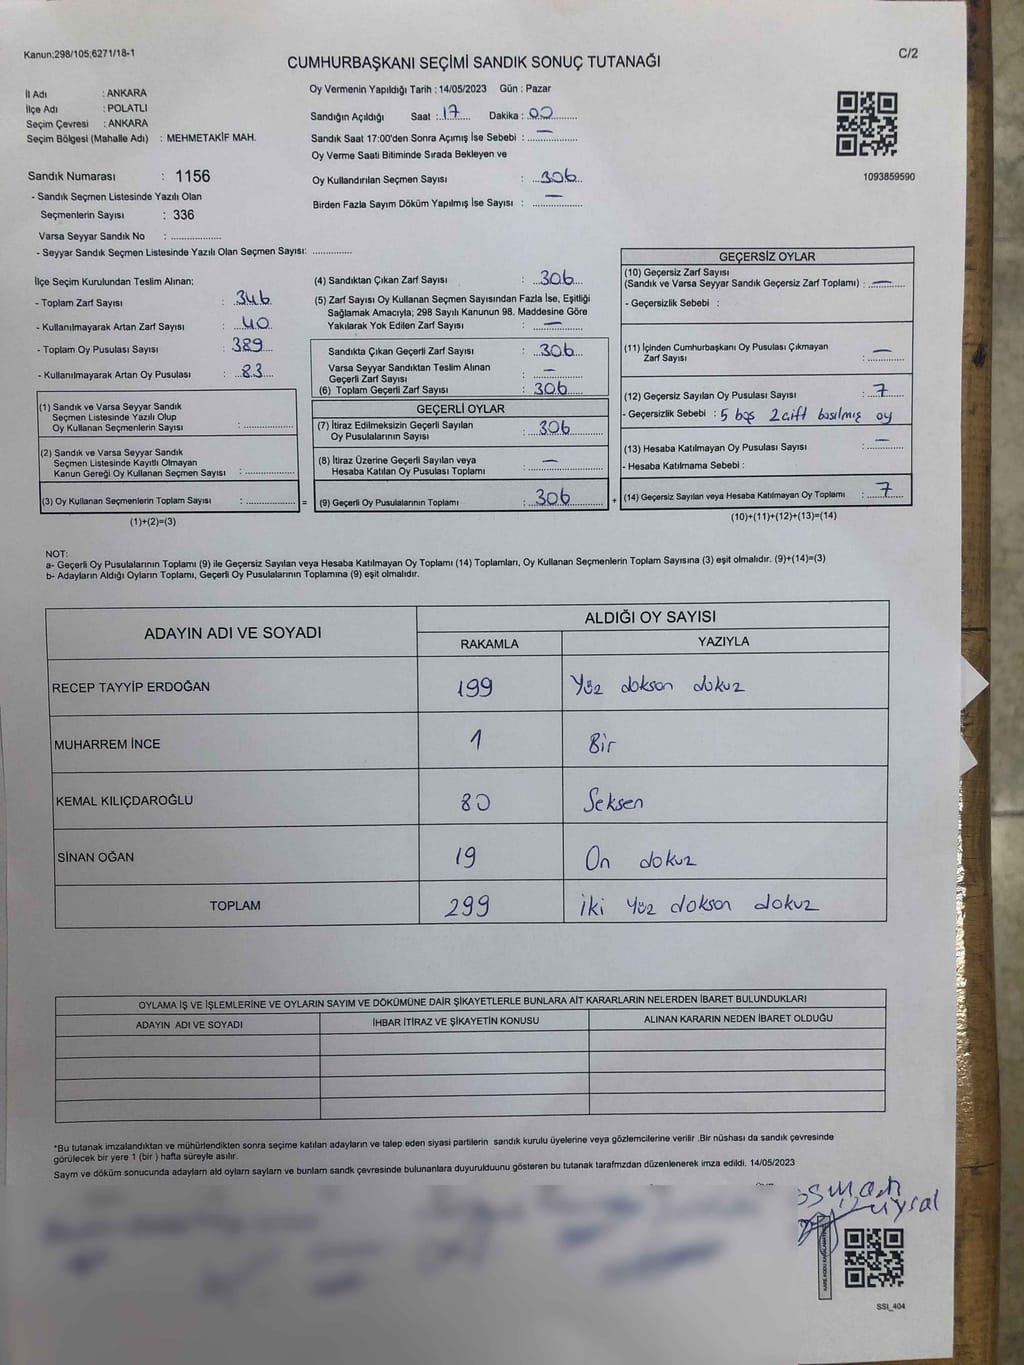 Kanun:298/105,6271/18-1
C/2
CUMHURBAŞKANI SEÇİMİ SANDIK SONUÇ TUTANAĞI
İl Adı : ANKARA
İlçe Adı : POLATLI
Seçim Çevresi : ANKARA
Seçim Bölgesi (Mahalle Adı) : MEHMETAKİF MAH.
Oy Vermenin Yapıldığı Tarih : 14/05/2023 Gün : Pazar
Sandığın Açıldığı Saat : 17 Dakika : 00
Sandık Saat 17:00'den Sonra Açımış İse Sebebi : —
Oy Verme Saati Bitiminde Sırada Bekleyen ve
Oy Kullandırılan Seçmen Sayısı : 306
Birden Fazla Sayım Döküm Yapılmış İse Sayısı : —
1093859590
Sandık Numarası : 1156
- Sandık Seçmen Listesinde Yazılı Olan
Seçmenlerin Sayısı : 336
Varsa Seyyar Sandık No : ....................
- Seyyar Sandık Seçmen Listesinde Yazılı Olan Seçmen Sayısı: ................
İlçe Seçim Kurulundan Teslim Alınan;
- Toplam Zarf Sayısı : 346
- Kullanılmayarak Artan Zarf Sayısı : 40
- Toplam Oy Pusulası Sayısı : 389
- Kullanılmayarak Artan Oy Pusulası : 83
(1) Sandık ve Varsa Seyyar Sandık
Seçmen Listesinde Yazılı Olup
Oy Kullanan Seçmenlerin Sayısı : ................
(2) Sandık ve Varsa Seyyar Sandık
Seçmen Listesinde Kayıtlı Olmayan
Kanun Gereği Oy Kullanan Seçmen Sayısı : ................
(3) Oy Kullanan Seçmenlerin Toplam Sayısı : ................ =
(1)+(2)=(3)
(4) Sandıktan Çıkan Zarf Sayısı : 306
(5) Zarf Sayısı Oy Kullanan Seçmen Sayısından Fazla İse, Eşitliği
Sağlamak Amacıyla; 298 Sayılı Kanunun 98. Maddesine Göre
Yakılarak Yok Edilen Zarf Sayısı : —
Sandıkta Çıkan Geçerli Zarf Sayısı : 306
Varsa Seyyar Sandıktan Teslim Alınan
Geçerli Zarf Sayısı : —
(6) Toplam Geçerli Zarf Sayısı : 306
GEÇERLİ OYLAR
(7) İtiraz Edilmeksizin Geçerli Sayılan
Oy Pusulalarının Sayısı : 306
(8) İtiraz Üzerine Geçerli Sayılan veya
Hesaba Katılan Oy Pusulası Toplamı : —
(9) Geçerli Oy Pusulalarının Toplamı : 306 +
GEÇERSİZ OYLAR
(10) Geçersiz Zarf Sayısı
(Sandık ve Varsa Seyyar Sandık Geçersiz Zarf Toplamı) : —
- Geçersizlik Sebebi :
(11) İçinden Cumhurbaşkanı Oy Pusulası Çıkmayan
Zarf Sayısı : —
(12) Geçersiz Sayılan Oy Pusulası Sayısı : 7
- Geçersizlik Sebebi : 5 boş 2 çift basılmış oy
(13) Hesaba Katılmayan Oy Pusulası Sayısı : —
- Hesaba Katılmama Sebebi :
(14) Geçersiz Sayılan veya Hesaba Katılmayan Oy Toplamı : 7
(10)+(11)+(12)+(13)=(14)
NOT:
a- Geçerli Oy Pusulalarının Toplamı (9) ile Geçersiz Sayılan veya Hesaba Katılmayan Oy Toplamı (14) Toplamları, Oy Kullanan Seçmenlerin Toplam Sayısına (3) eşit olmalıdır. (9)+(14)=(3)
b- Adayların Aldığı Oyların Toplamı, Geçerli Oy Pusulalarının Toplamına (9) eşit olmalıdır.
ADAYIN ADI VE SOYADI ALDIĞI OY SAYISI
RAKAMLA YAZIYLA
RECEP TAYYİP ERDOĞAN 199 Yüz dokson dokuz
MUHARREM İNCE 1 Bir
KEMAL KILIÇDAROĞLU 80 Seksen
SİNAN OĞAN 19 On dokuz
TOPLAM 299 iki Yüz dokson dokuz
OYLAMA İŞ VE İŞLEMLERİNE VE OYLARIN SAYIM VE DÖKÜMÜNE DAİR ŞİKAYETLERLE BUNLARA AİT KARARLARIN NELERDEN İBARET BULUNDUKLARI
ADAYIN ADI VE SOYADI İHBAR İTİRAZ VE ŞİKAYETİN KONUSU ALINAN KARARIN NEDEN İBARET OLDUĞU
*Bu tutanak imzalandıktan ve mühürlendikten sonra seçime katılan adayların ve talep eden siyasi partilerin sandık kurulu üyelerine veya gözlemcilerine verilir .Bir nüshası da sandık çevresinde
görülecek bir yere 1 (bir ) hafta süreyle asılır.
Sayım ve döküm sonucunda adayların ald oyların sayların ve bunlam sandk çevresinde bulunanlara duyurulduunu gösteren bu tutanak tarafmzdan düzenlenerek imza edildi. 14/05/2023
uysal
SSI_404